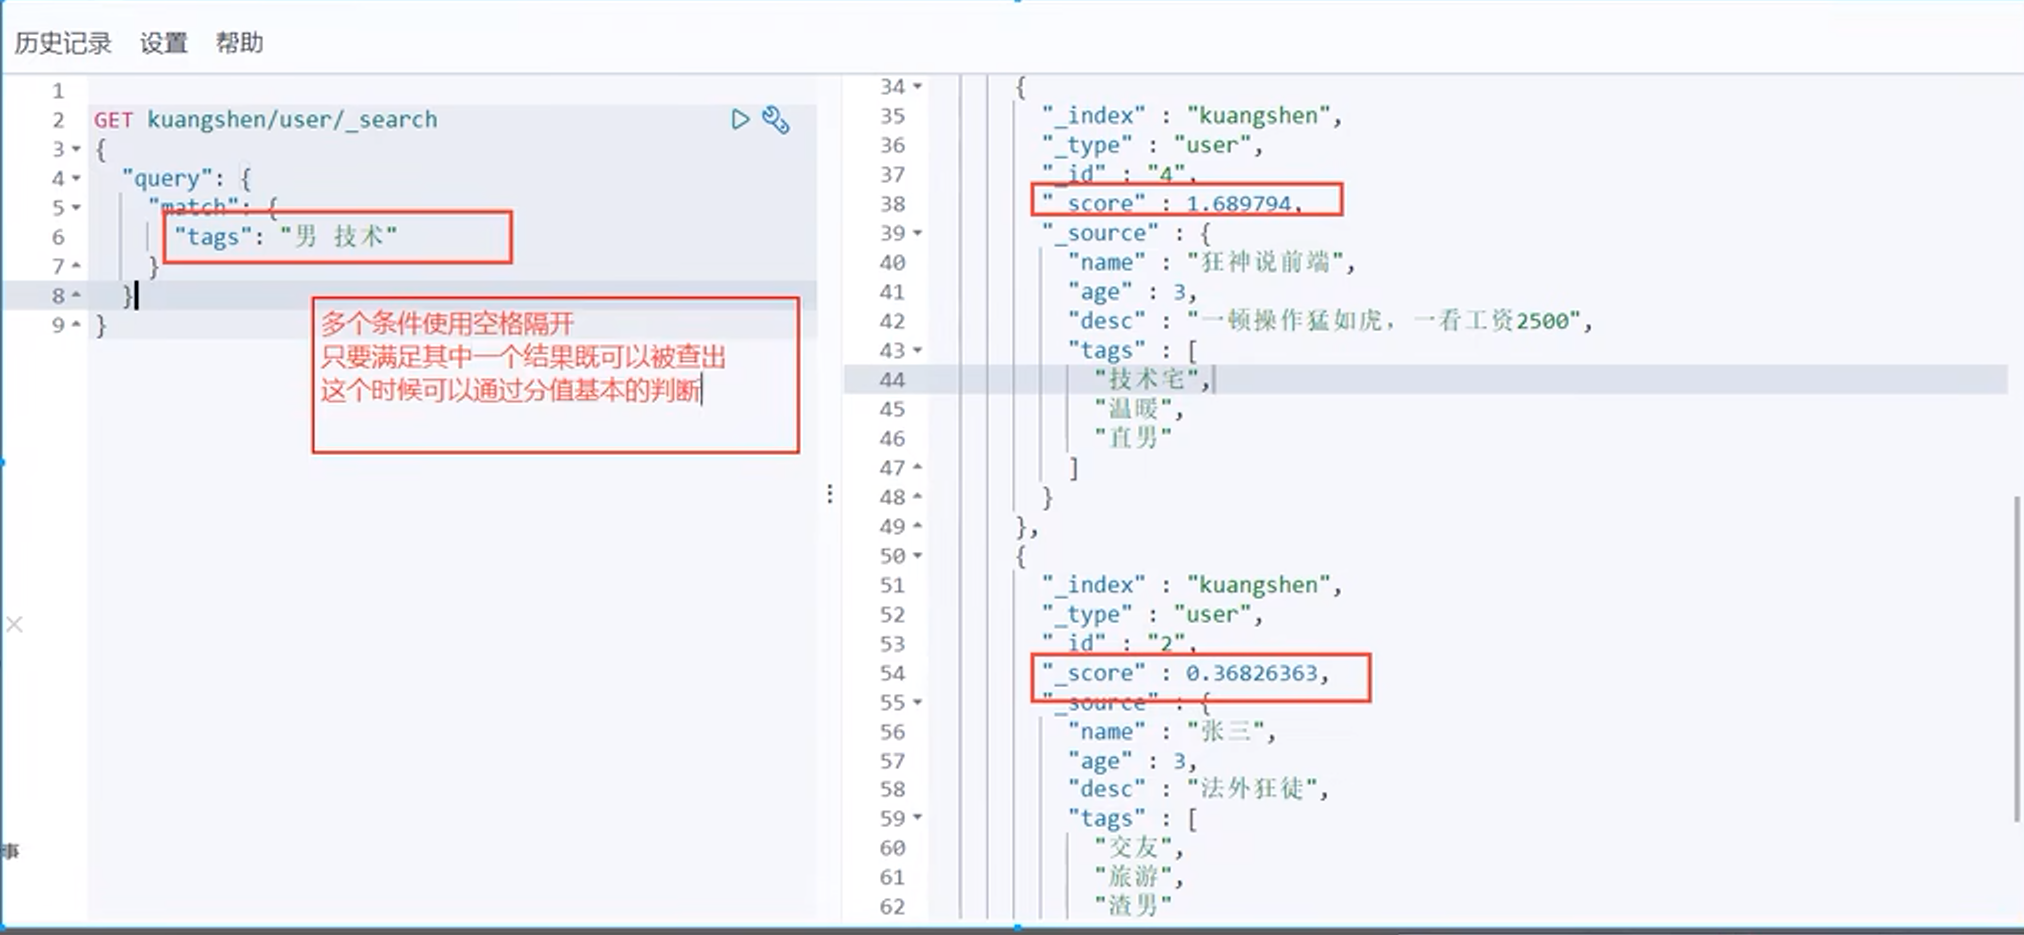 历史记录 设置 帮助
1
2 GET kuangshen/user/_search
3 {
4 "query": {
5 "match": {
6 "tags": "男 技术"
7 }
8 }
9 }
多个条件使用空格隔开
只要满足其中一个结果既可以被查出
这个时候可以通过分值基本的判断
事
34 {
35 "_index" : "kuangshen",
36 "_type" : "user",
37 "_id" : "4",
38 "_score" : 1.689794,
39 "_source" : {
40 "name" : "狂神说前端",
41 "age" : 3,
42 "desc" : "一顿操作猛如虎，一看工资2500",
43 "tags" : [
44 "技术宅",
45 "温暖",
46 "直男"
47 ]
48 }
49 },
50 {
51 "_index" : "kuangshen",
52 "_type" : "user",
53 "_id" : "2",
54 "_score" : 0.36826363,
55 "_source" : {
56 "name" : "张三",
57 "age" : 3,
58 "desc" : "法外狂徒",
59 "tags" : [
60 "交友",
61 "旅游",
62 "渣男"